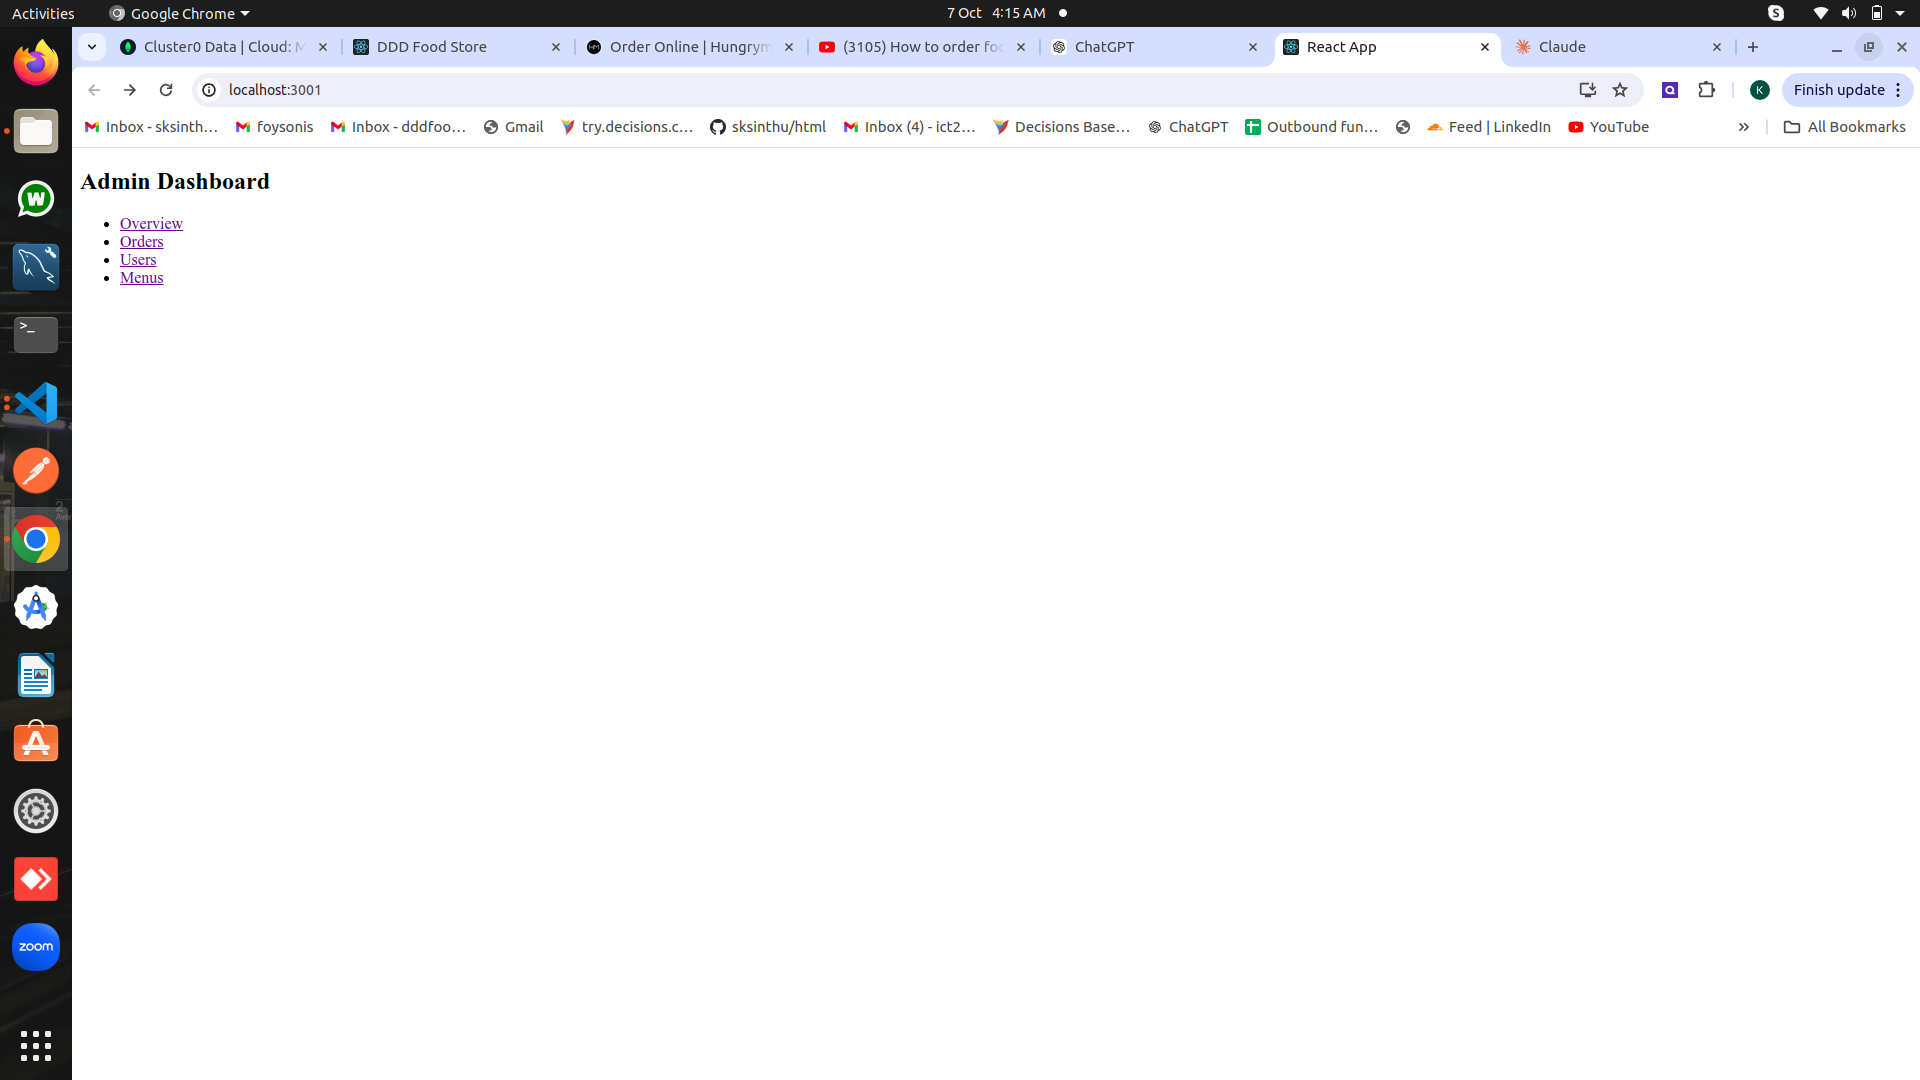 Activities
Google Chrome
7 Oct 4:15 AM
S
Cluster0 Data | Cloud: M
DDD Food Store
Order Online | Hungrym
(3105) How to order foo
ChatGPT
React App
Claude
localhost:3001
K
Finish update
Inbox - sksinth...
foysonis
Inbox - dddfoo...
Gmail
try.decisions.c...
sksinthu/html
Inbox (4) - ict2...
Decisions Base...
ChatGPT
Outbound fun...
Feed | LinkedIn
YouTube
All Bookmarks
Admin Dashboard
Overview
Orders
Users
Menus
W
>_
zoom